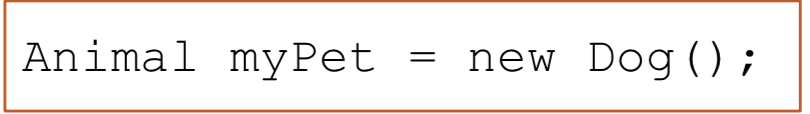 Animal myPet = new Dog();